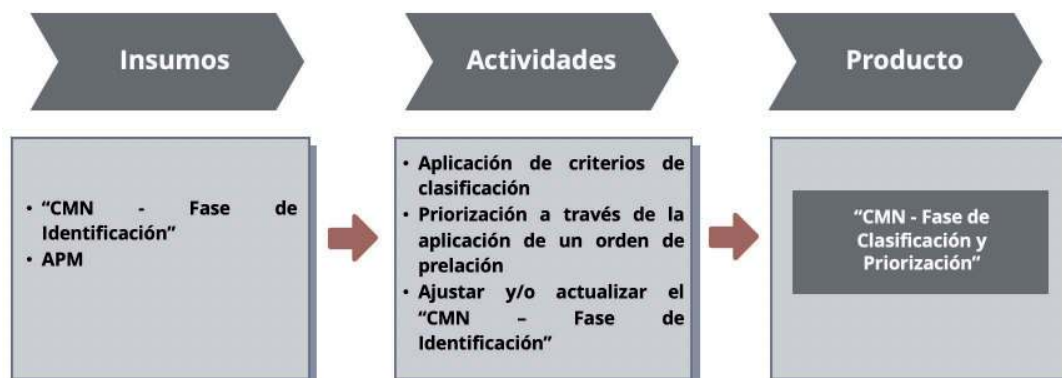 Insumos
Actividades
Producto
• “CMN - Fase de
Identificación”
• APM
• Aplicación de criterios de
clasificación
• Priorización a través de la
aplicación de un orden de
prelación
• Ajustar y/o actualizar el
“CMN – Fase de
Identificación”
“CMN - Fase de
Clasificación y
Priorización”